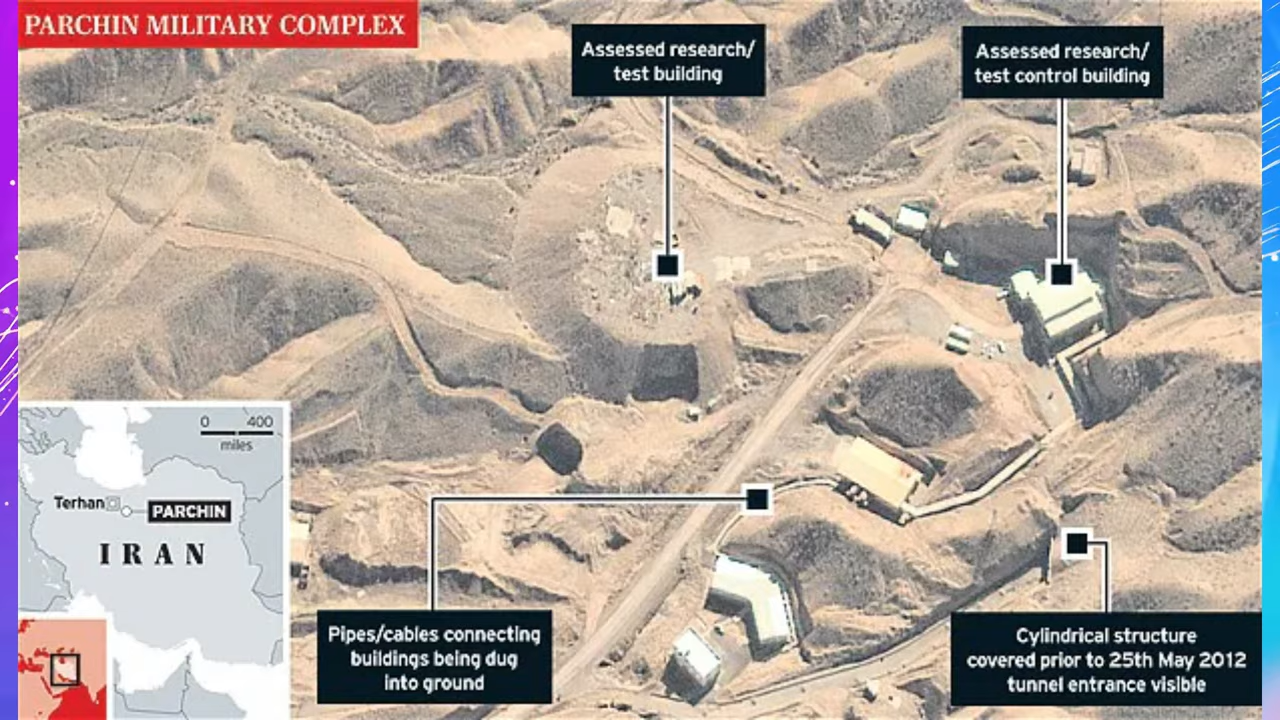 PARCHIN MILITARY COMPLEX
Assessed research/
test building
Assessed research/
test control building
0 400
miles
Terhan
PARCHIN
IRAN
Pipes/cables connecting
buildings being dug
into ground
Cylindrical structure
covered prior to 25th May 2012
tunnel entrance visible